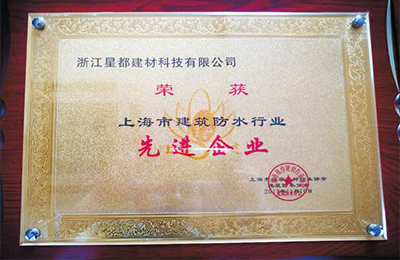 浙江星都建材科技有限公司
荣获
上海市建筑防水行业
先进企业